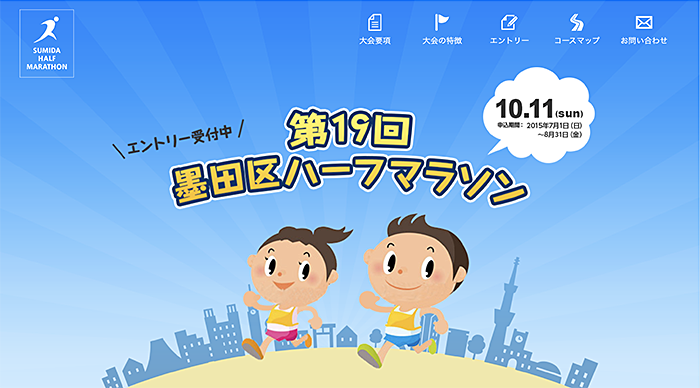 SUMIDA
HALF
MARATHON
大会要項
大会の特徴
エントリー
コースマップ
お問い合わせ
10.11(sun)
申込期間： 2015年7月1日(日)
～8月31日(金)
エントリー受付中
第19回
墨田区ハーフマラソン